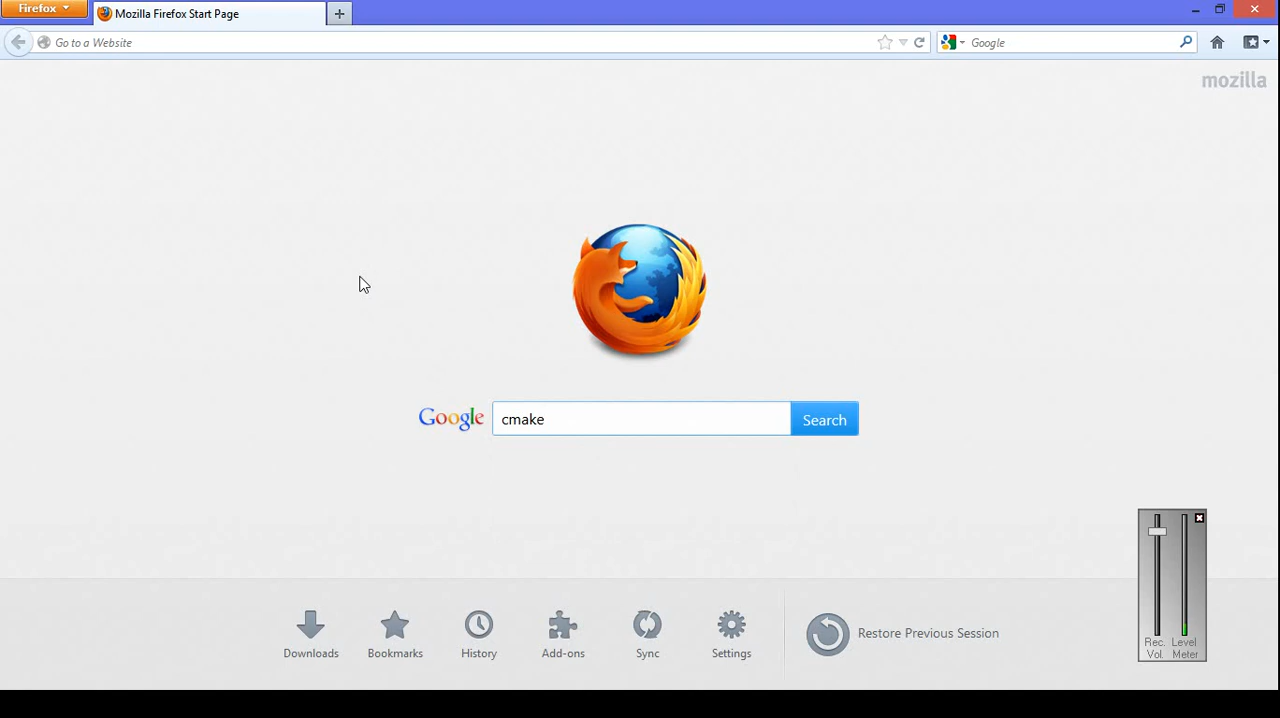 Firefox
Mozilla Firefox Start Page
Go to a Website
Google
mozilla
Google
cmake
Search
Downloads
Bookmarks
History
Add-ons
Sync
Settings
Restore Previous Session
Rec. Vol.
Level Meter